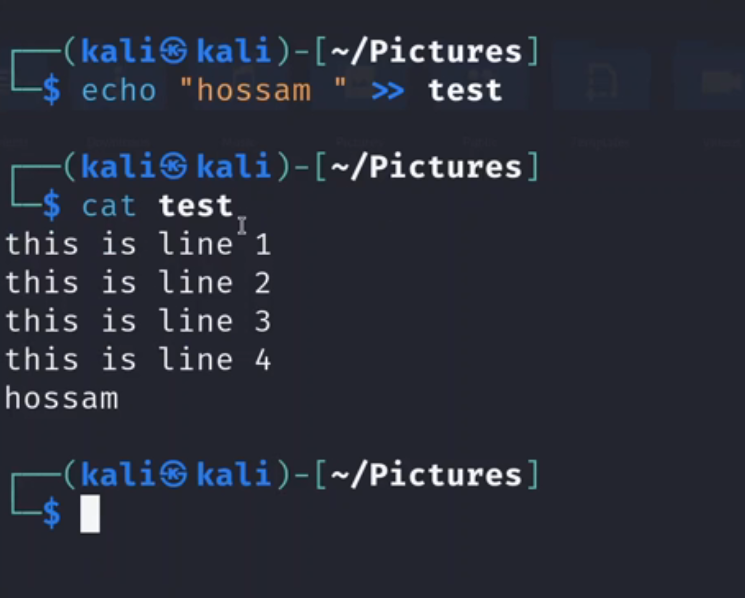 ┌──(kali㉿kali)-[~/Pictures]
└─$ echo "hossam " >> test
┌──(kali㉿kali)-[~/Pictures]
└─$ cat test
this is line 1
this is line 2
this is line 3
this is line 4
hossam
┌──(kali㉿kali)-[~/Pictures]
└─$